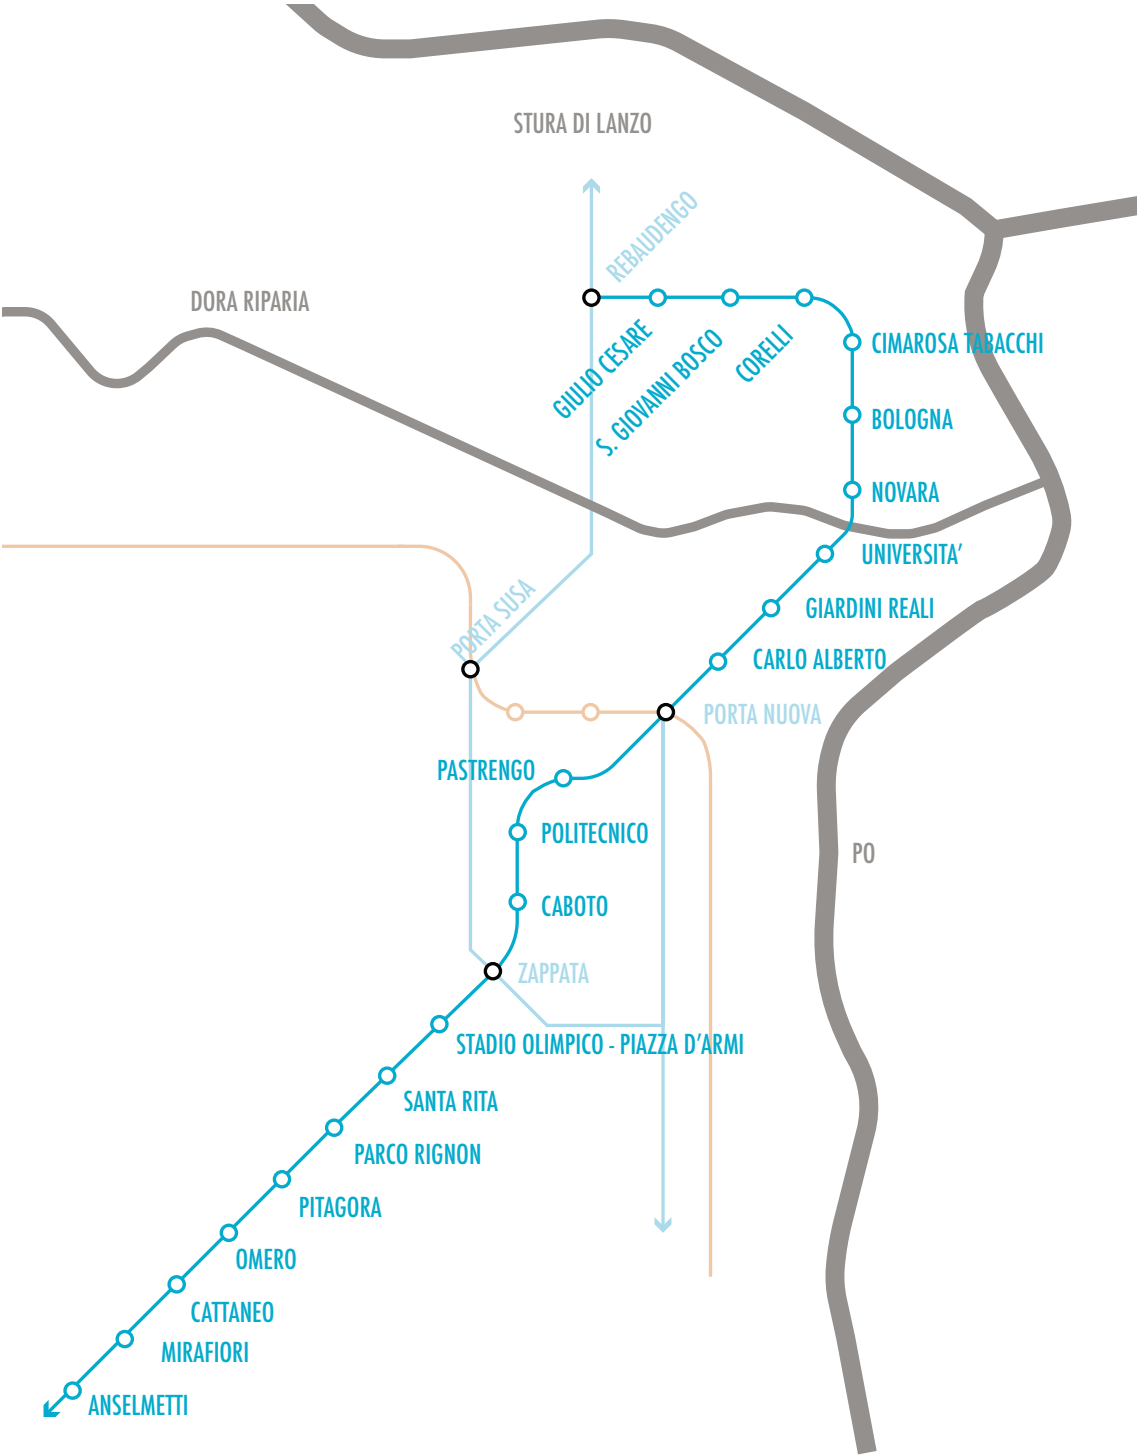 STURA DI LANZO
REBAUDENGO
DORA RIPARIA
GIULIO CESARE
S. GIOVANNI BOSCO
CORELLI
CIMAROSA TABACCHI
BOLOGNA
NOVARA
UNIVERSITA'
PORTA SUSA
GIARDINI REALI
CARLO ALBERTO
PORTA NUOVA
PASTRENGO
POLITECNICO
PO
CABOTO
ZAPPATA
STADIO OLIMPICO - PIAZZA D'ARMI
SANTA RITA
PARCO RIGNON
PITAGORA
OMERO
CATTANEO
MIRAFIORI
ANSELMETTI